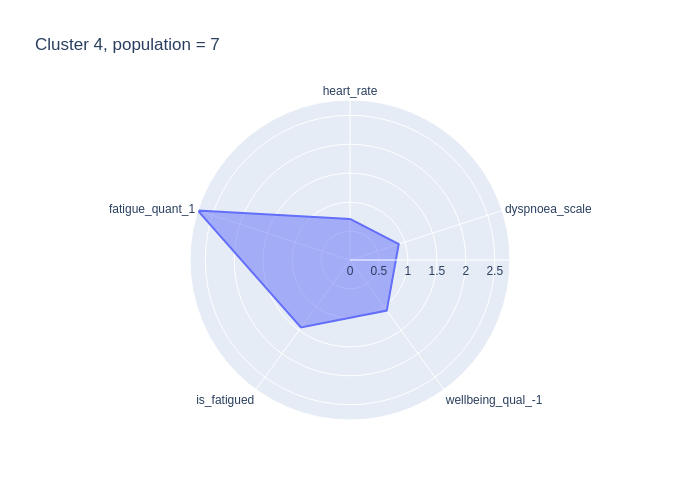 Cluster 4, population = 7
heart_rate
fatigue_quant_1
dyspnoea_scale
0 0.5 1 1.5 2 2.5
is_fatigued
wellbeing_qual_-1